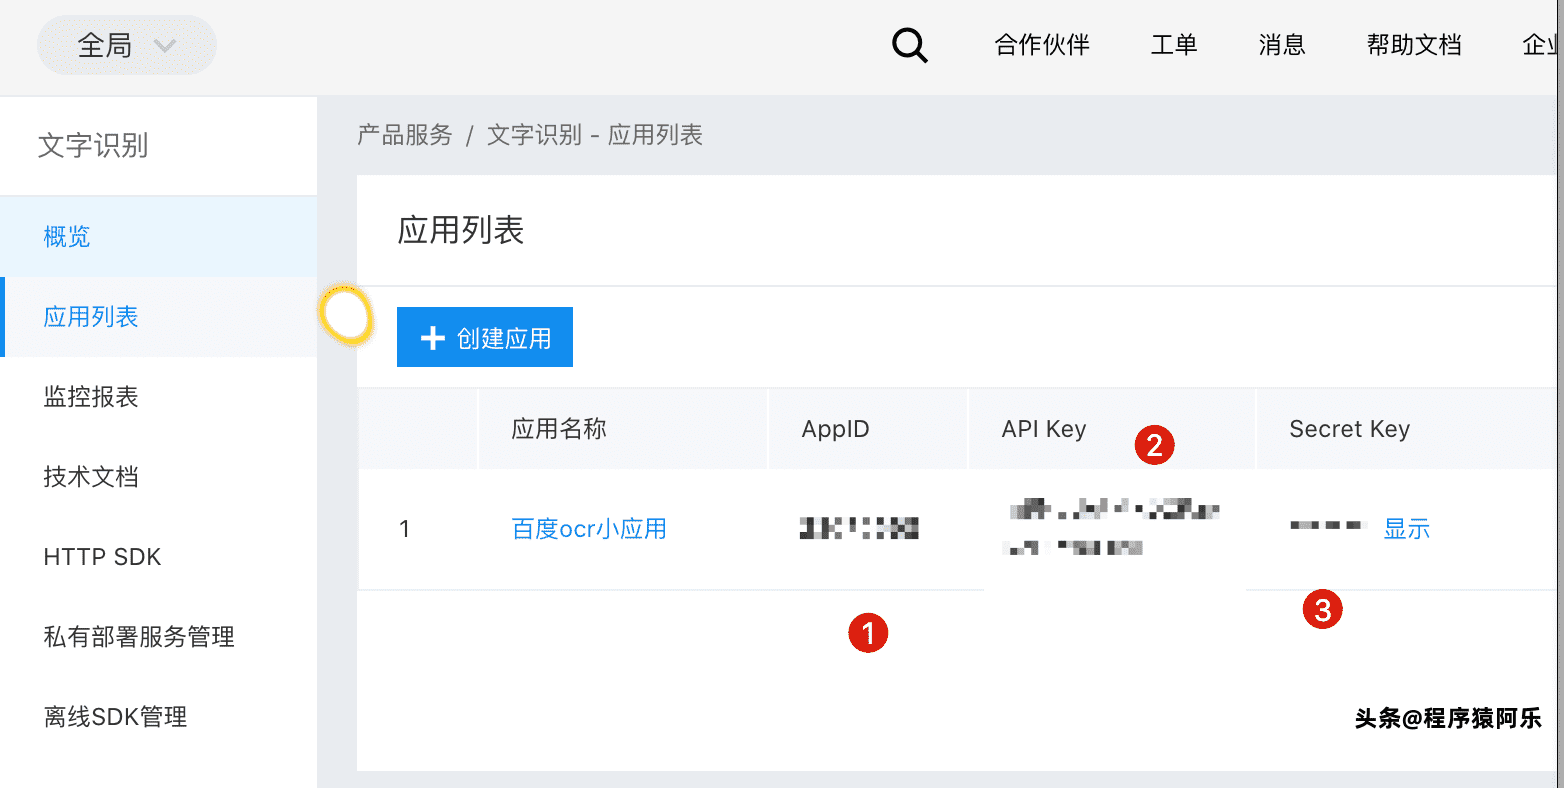 全局
合作伙伴 工单 消息 帮助文档 企业
文字识别
概览
应用列表
监控报表
技术文档
HTTP SDK
私有部署服务管理
离线SDK管理
产品服务 / 文字识别 - 应用列表
应用列表
+ 创建应用
应用名称 AppID API Key 2 Secret Key
1 百度ocr小应用 显示
1
3
头条@程序猿阿乐